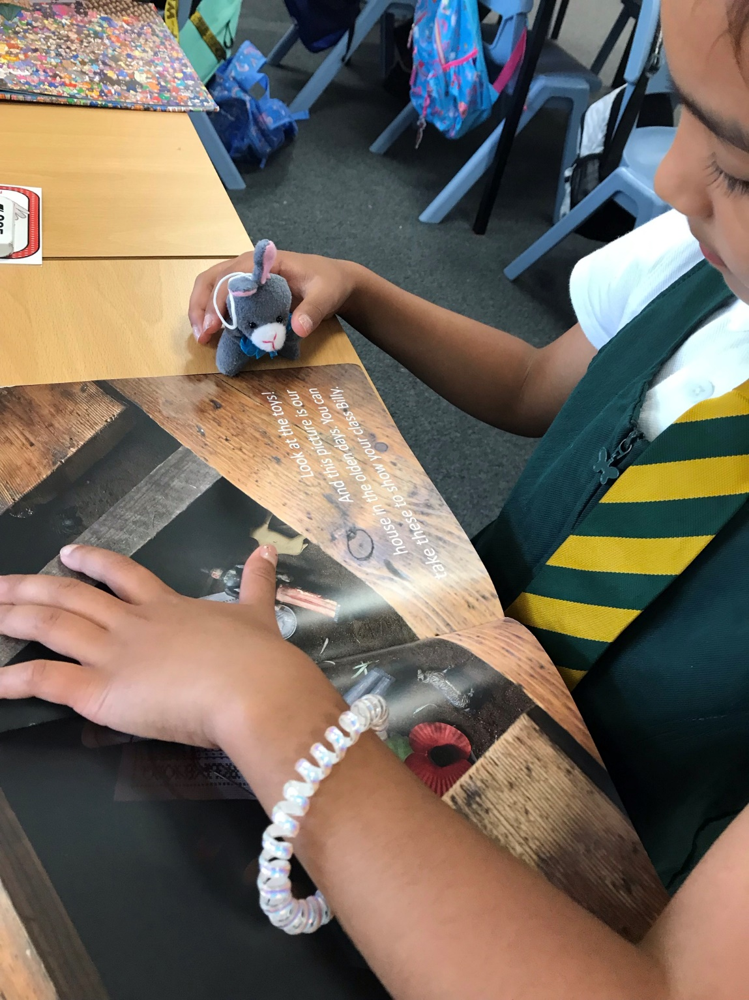 Look at the toys!
And this picture is our
house in the olden days. You can
take these to show your class Billy.